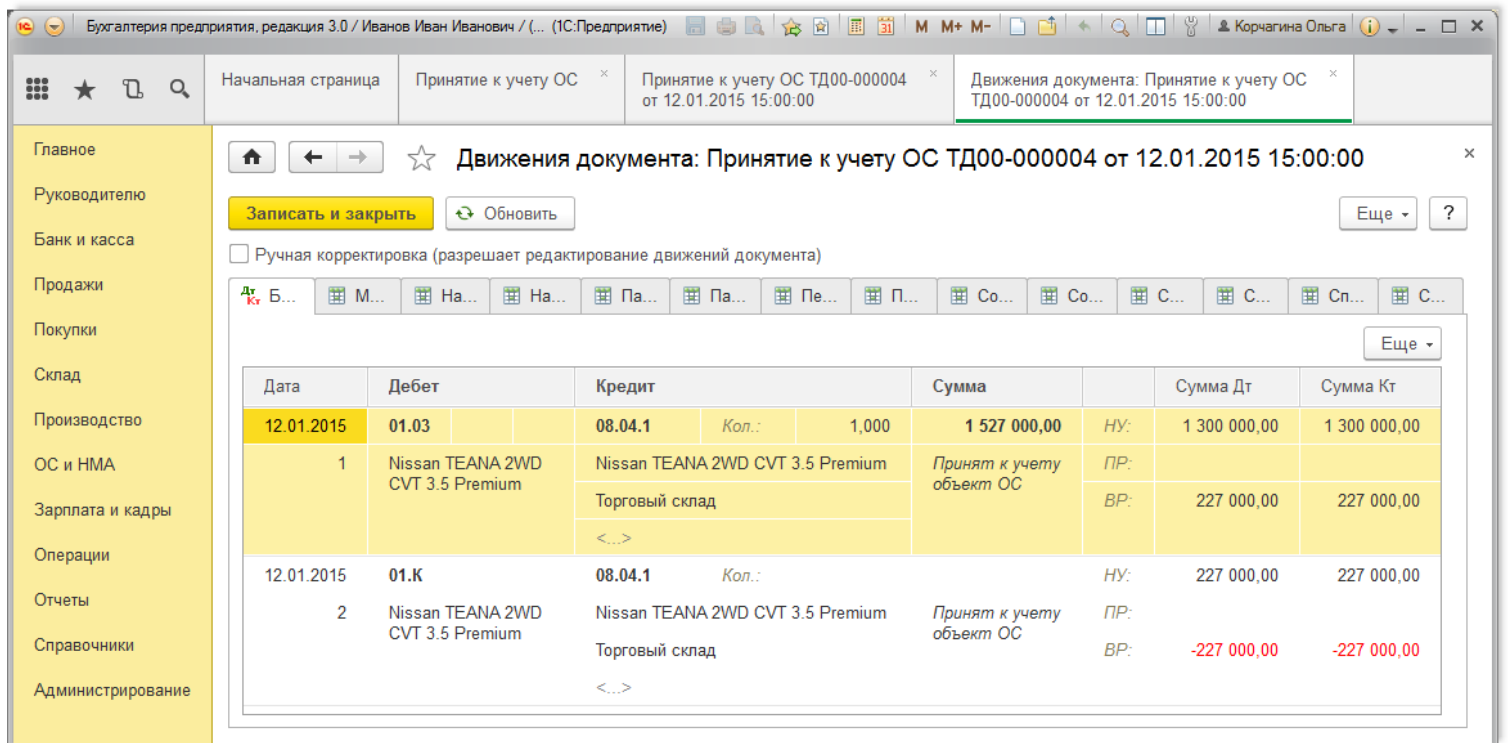 Бухгалтерия предприятия, редакция 3.0 / Иванов Иван Иванович / (... (1С:Предприятие) 31 M M+ M- Корчагина Ольга
Начальная страница
Принятие к учету ОС
Принятие к учету ОС ТД00-000004
от 12.01.2015 15:00:00
Движения документа: Принятие к учету ОС
ТД00-000004 от 12.01.2015 15:00:00
Главное
Руководителю
Банк и касса
Продажи
Покупки
Склад
Производство
ОС и НМА
Зарплата и кадры
Операции
Отчеты
Справочники
Администрирование
Движения документа: Принятие к учету ОС ТД00-000004 от 12.01.2015 15:00:00
Записать и закрыть Обновить Еще ?
Ручная корректировка (разрешает редактирование движений документа)
Дт Кт Б... М... На... На... Па... Па... Пе... П... Со... Со... С... С... Сп... С...
Еще
Дата Дебет Кредит Сумма Сумма Дт Сумма Кт
12.01.2015 01.03 08.04.1 Кол.: 1,000 1 527 000,00 НУ: 1 300 000,00 1 300 000,00
1 Nissan TEANA 2WD Nissan TEANA 2WD CVT 3.5 Premium Принят к учету ПР:
CVT 3.5 Premium объект ОС
Торговый склад ВР: 227 000,00 227 000,00
<...>
12.01.2015 01.К 08.04.1 Кол.: НУ: 227 000,00 227 000,00
2 Nissan TEANA 2WD Nissan TEANA 2WD CVT 3.5 Premium Принят к учету ПР:
CVT 3.5 Premium объект ОС
Торговый склад ВР: -227 000,00 -227 000,00
<...>